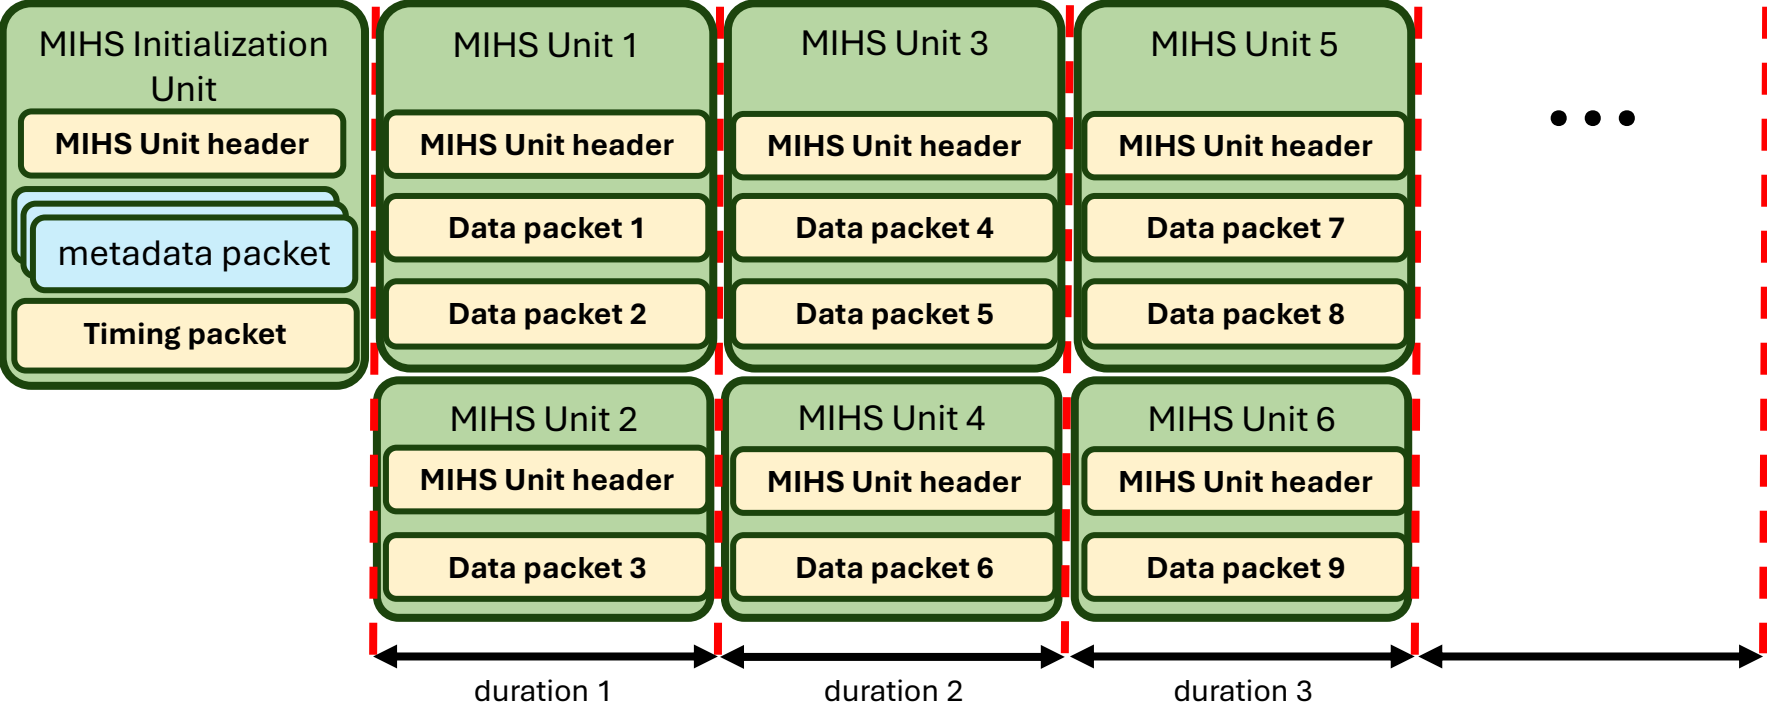 MIHS Initialization
Unit
MIHS Unit header
metadata packet
Timing packet
MIHS Unit 1
MIHS Unit header
Data packet 1
Data packet 2
MIHS Unit 2
MIHS Unit header
Data packet 3
duration 1
MIHS Unit 3
MIHS Unit header
Data packet 4
Data packet 5
MIHS Unit 4
MIHS Unit header
Data packet 6
duration 2
MIHS Unit 5
MIHS Unit header
Data packet 7
Data packet 8
MIHS Unit 6
MIHS Unit header
Data packet 9
duration 3
•••